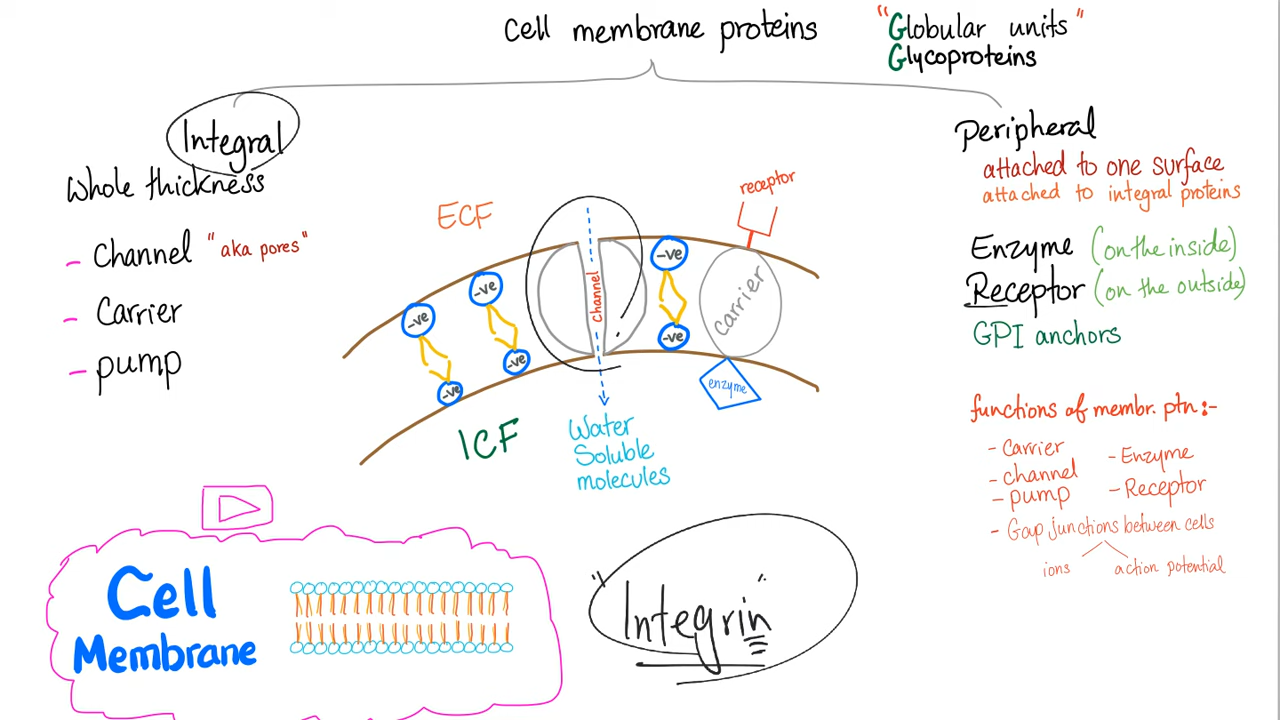 Cell membrane proteins
"Globular units"
Glycoproteins
Integral
Whole thickness
- Channel "aka pores"
- Carrier
- pump
Peripheral
attached to one surface
attached to integral proteins
Enzyme (on the inside)
Receptor (on the outside)
GPI anchors
functions of membr. ptn:-
- Carrier
- channel
- pump
- Enzyme
- Receptor
- Gap junctions between cells
ions
action potential
ECF
receptor
-ve
-ve
-ve
-ve
-ve
-ve
channel
carrier
enzyme
ICF
Water
Soluble
molecules
Cell
Membrane
"Integrin"